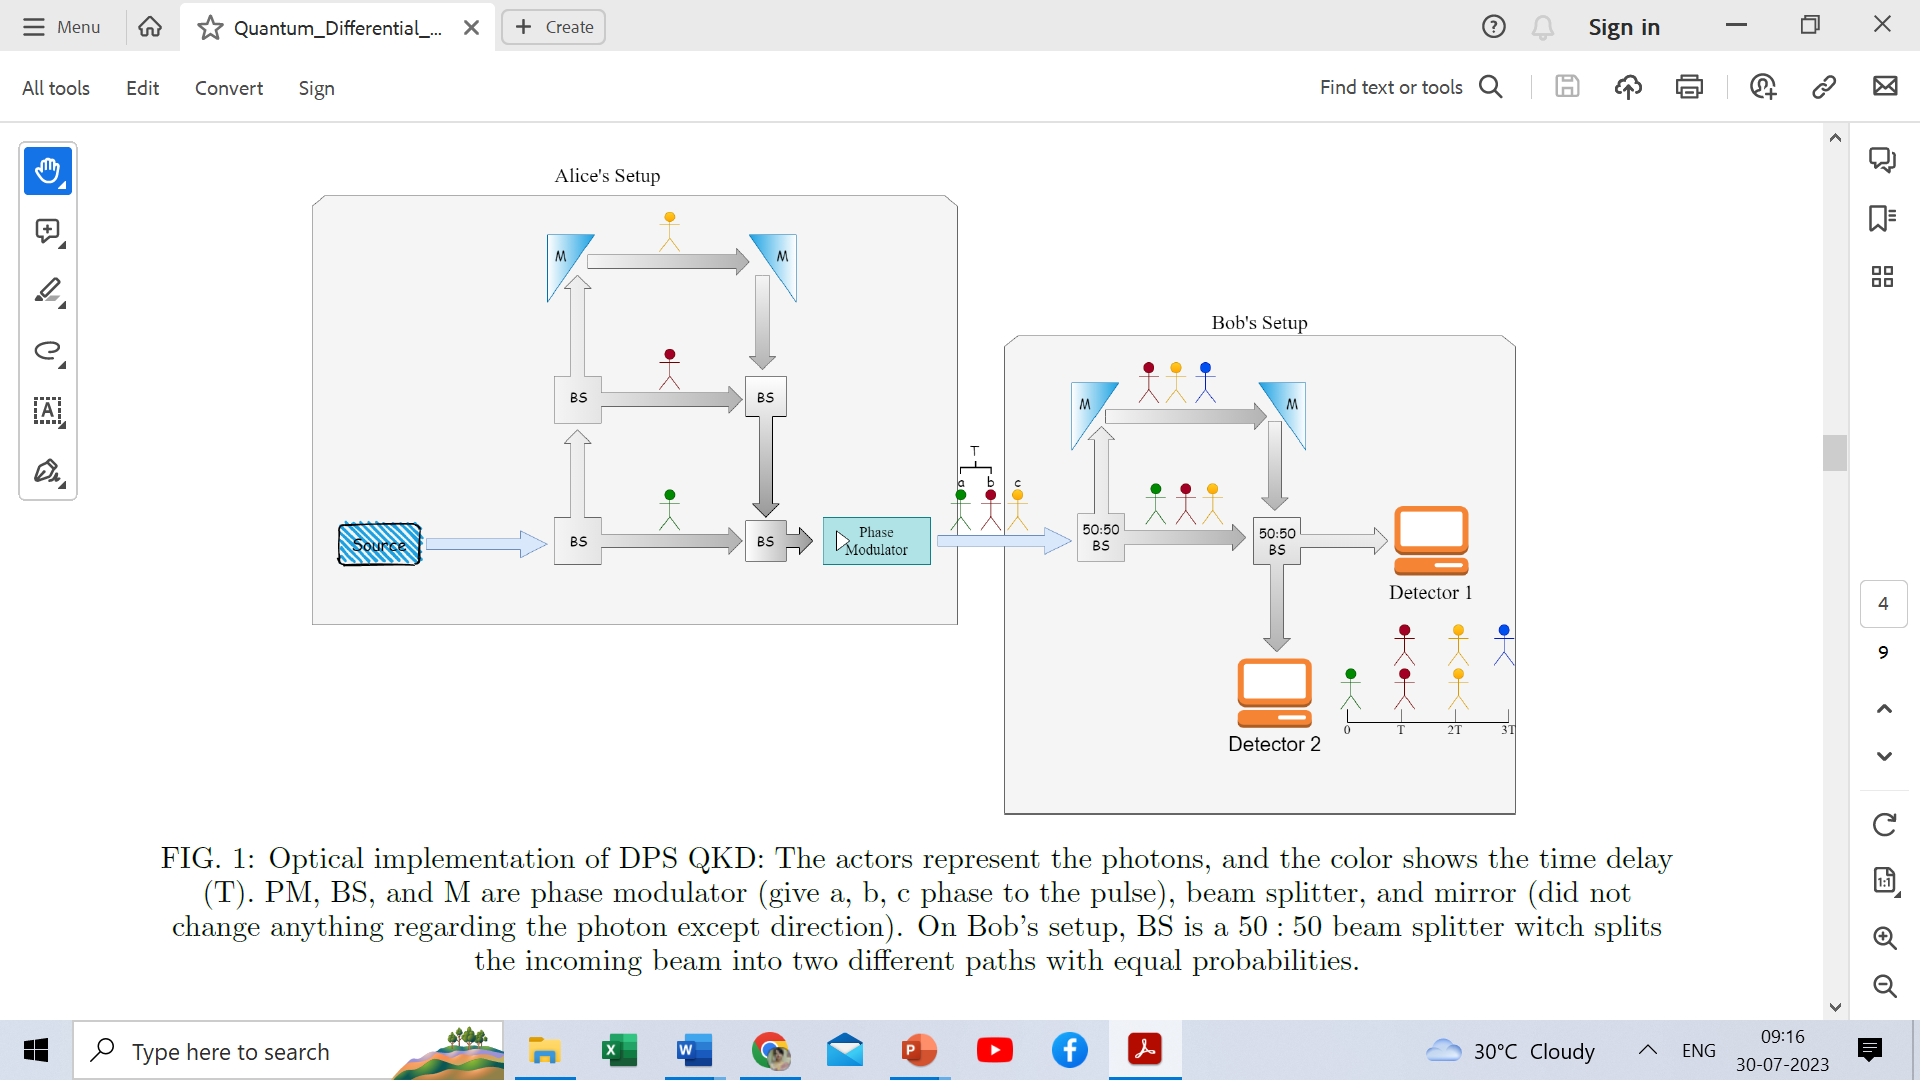 Menu
Quantum_Differential_...
Create
Sign in
All tools
Edit
Convert
Sign
Find text or tools
Alice's Setup
M
M
BS
BS
Source
BS
BS
Phase
Modulator
T
a b c
Bob's Setup
M
M
50:50
BS
50:50
BS
Detector 1
Detector 2
0 T 2T 3T
FIG. 1: Optical implementation of DPS QKD: The actors represent the photons, and the color shows the time delay
(T). PM, BS, and M are phase modulator (give a, b, c phase to the pulse), beam splitter, and mirror (did not
change anything regarding the photon except direction). On Bob's setup, BS is a 50 : 50 beam splitter witch splits
the incoming beam into two different paths with equal probabilities.
4
9
1:1
Type here to search
30°C Cloudy
ENG
09:16
30-07-2023